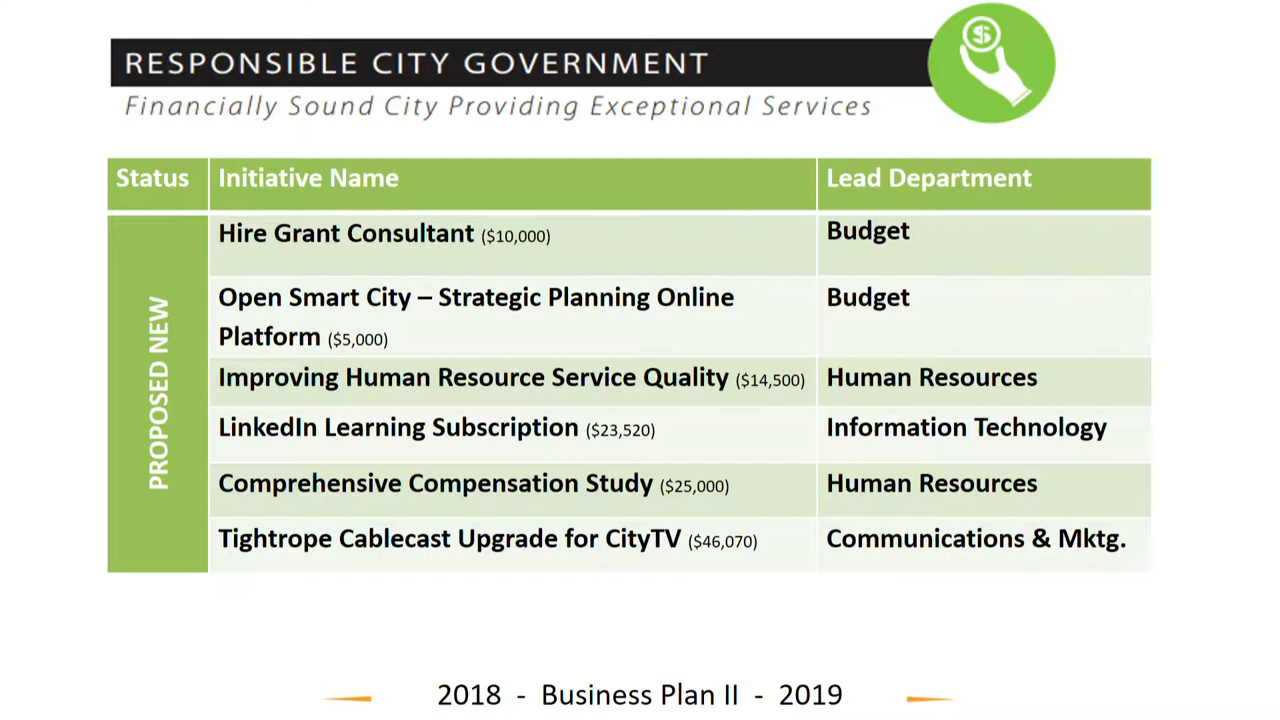 RESPONSIBLE CITY GOVERNMENT
$
Financially Sound City Providing Exceptional Services
Status Initiative Name Lead Department
PROPOSED NEW
Hire Grant Consultant ($10,000) Budget
Open Smart City – Strategic Planning Online Budget
Platform ($5,000)
Improving Human Resource Service Quality ($14,500) Human Resources
LinkedIn Learning Subscription ($23,520) Information Technology
Comprehensive Compensation Study ($25,000) Human Resources
Tightrope Cablecast Upgrade for CityTV ($46,070) Communications & Mktg.
2018 - Business Plan II - 2019